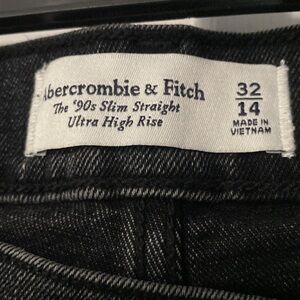 Abercrombie & Fitch
The '90s Slim Straight
Ultra High Rise
32
14
MADE IN
VIETNAM